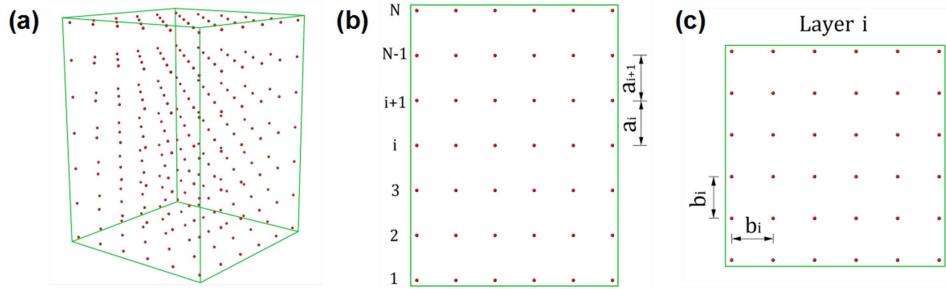 (a)
(b)
N
N-1
i+1
i
3
2
1
aᵢ₊₁
aᵢ
(c)
Layer i
bᵢ
bᵢ